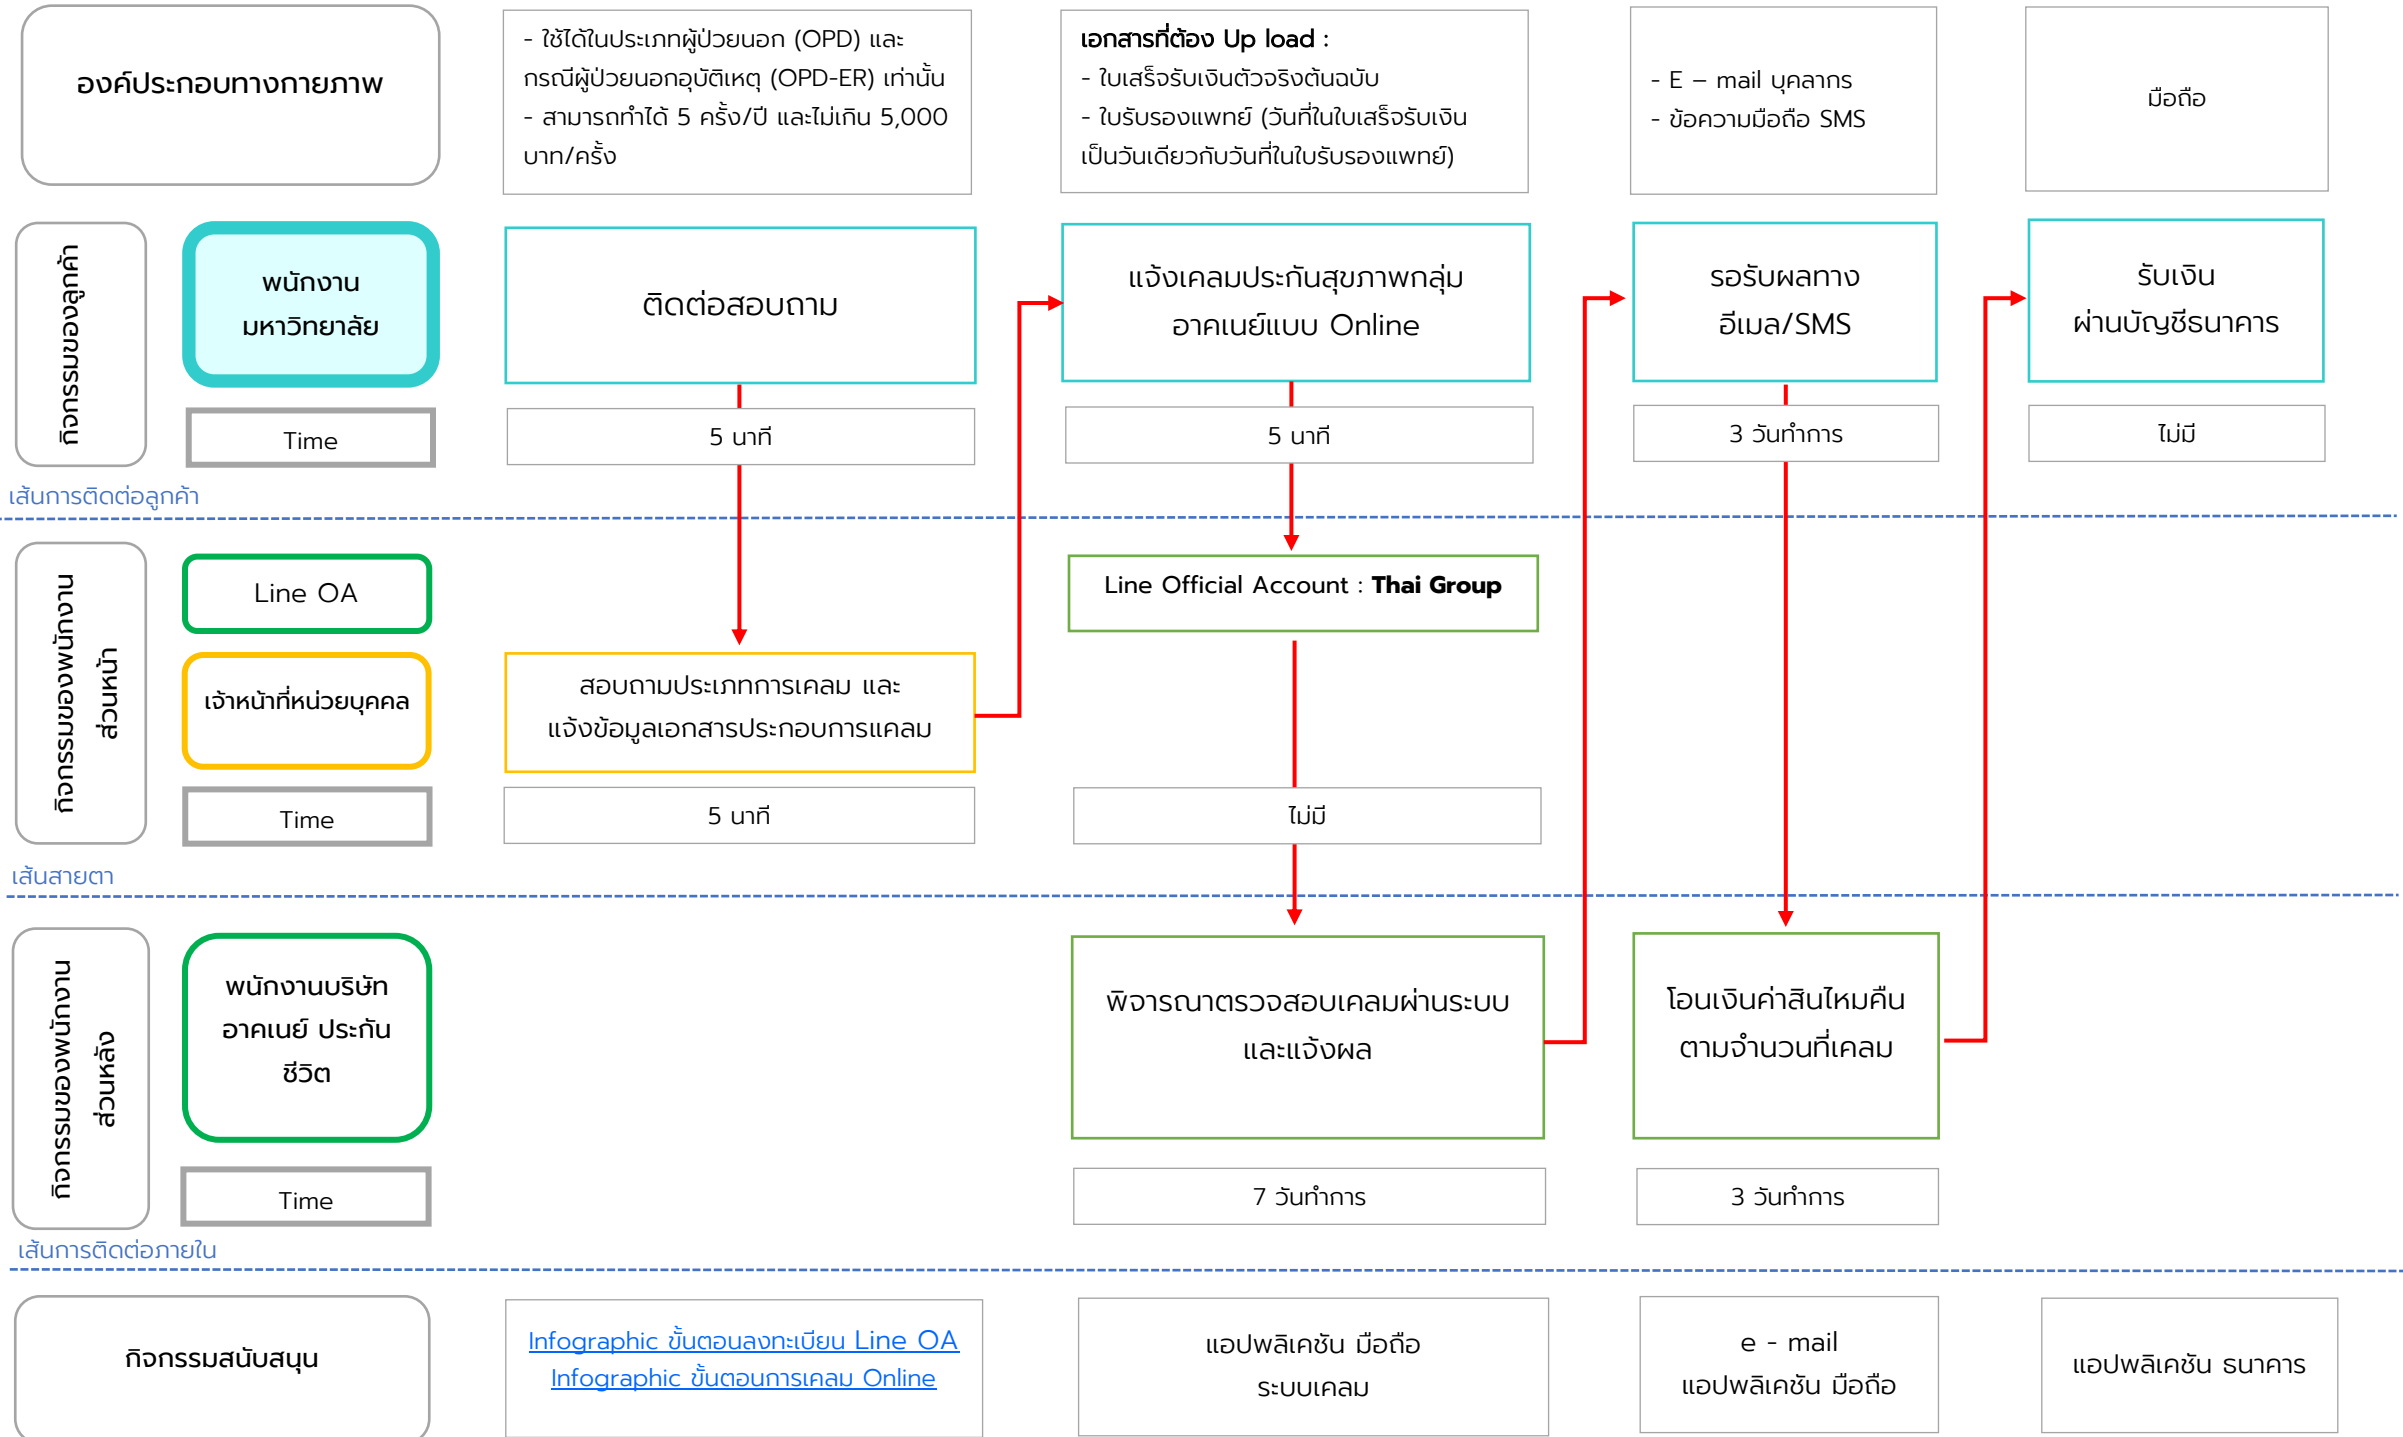 องค์ประกอบทางกายภาพ
- ใช้ได้ในประเภทผู้ป่วยนอก (OPD) และ
กรณีผู้ป่วยนอกอุบัติเหตุ (OPD-ER) เท่านั้น
- สามารถทำได้ 5 ครั้ง/ปี และไม่เกิน 5,000
บาท/ครั้ง
เอกสารที่ต้อง Up load :
- ใบเสร็จรับเงินตัวจริงต้นฉบับ
- ใบรับรองแพทย์ (วันที่ในใบเสร็จรับเงิน
เป็นวันเดียวกับวันที่ในใบรับรองแพทย์)
- E – mail บุคลากร
- ข้อความมือถือ SMS
มือถือ
กิจกรรมของลูกค้า
พนักงาน
มหาวิทยาลัย
ติดต่อสอบถาม
แจ้งเคลมประกันสุขภาพกลุ่ม
อาคเนย์แบบ Online
รอรับผลทาง
อีเมล/SMS
รับเงิน
ผ่านบัญชีธนาคาร
Time
5 นาที
5 นาที
3 วันทำการ
ไม่มี
เส้นการติดต่อลูกค้า
กิจกรรมของพนักงาน
ส่วนหน้า
Line OA
Line Official Account : Thai Group
เจ้าหน้าที่หน่วยบุคคล
สอบถามประเภทการเคลม และ
แจ้งข้อมูลเอกสารประกอบการแคลม
Time
5 นาที
ไม่มี
เส้นสายตา
กิจกรรมของพนักงาน
ส่วนหลัง
พนักงานบริษัท
อาคเนย์ ประกัน
ชีวิต
พิจารณาตรวจสอบเคลมผ่านระบบ
และแจ้งผล
โอนเงินค่าสินไหมคืน
ตามจำนวนที่เคลม
Time
7 วันทำการ
3 วันทำการ
เส้นการติดต่อภายใน
กิจกรรมสนับสนุน
Infographic ขั้นตอนลงทะเบียน Line OA
Infographic ขั้นตอนการเคลม Online
แอปพลิเคชัน มือถือ
ระบบเคลม
e - mail
แอปพลิเคชัน มือถือ
แอปพลิเคชัน ธนาคาร